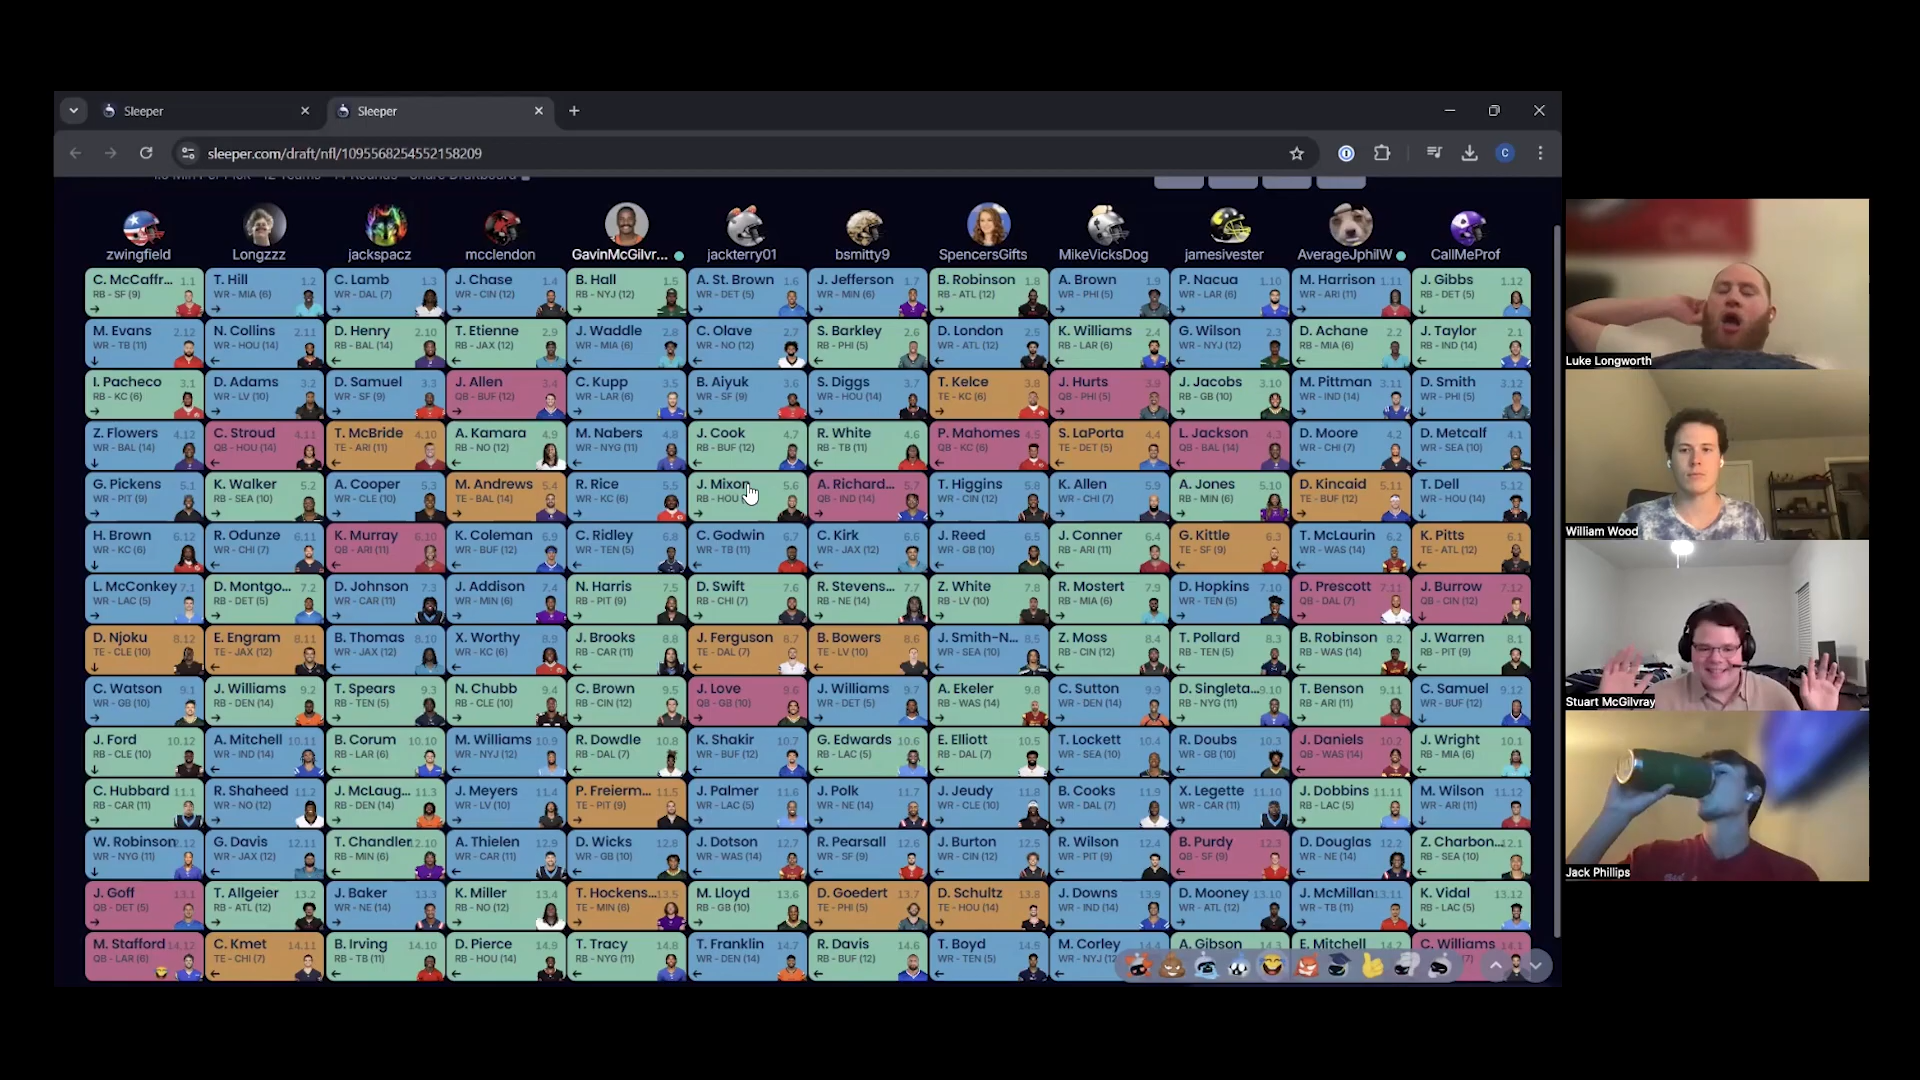 Sleeper
Sleeper
sleeper.com/draft/nfl/1095568254552158209
C
zwingfield Longzzz jackspacz mcclendon GavinMcGilvr... jackterry01 bsmitty9 SpencersGifts MikeVicksDog jamesivester AverageJphilW CallMeProf
C. McCaffr... 1.1 T. Hill 1.2 C. Lamb 1.3 J. Chase 1.4 B. Hall 1.5 A. St. Brown 1.6 J. Jefferson 1.7 B. Robinson 1.8 A. Brown 1.9 P. Nacua 1.10 M. Harrison 1.11 J. Gibbs 1.12
RB - SF (9) WR - MIA (6) WR - DAL (7) WR - CIN (12) RB - NYJ (12) WR - DET (5) WR - MIN (6) RB - ATL (12) WR - PHI (5) WR - LAR (6) WR - ARI (11) RB - DET (5)
M. Evans 2.12 N. Collins 2.11 D. Henry 2.10 T. Etienne 2.9 J. Waddle 2.8 C. Olave 2.7 S. Barkley 2.6 D. London 2.5 K. Williams 2.4 G. Wilson 2.3 D. Achane 2.2 J. Taylor 2.1
WR - TB (11) WR - HOU (14) RB - BAL (14) RB - JAX (12) WR - MIA (6) WR - NO (12) RB - PHI (5) WR - ATL (12) RB - LAR (6) WR - NYJ (12) RB - MIA (6) RB - IND (14)
I. Pacheco 3.1 D. Adams 3.2 D. Samuel 3.3 J. Allen 3.4 C. Kupp 3.5 B. Aiyuk 3.6 S. Diggs 3.7 T. Kelce 3.8 J. Hurts 3.9 J. Jacobs 3.10 M. Pittman 3.11 D. Smith 3.12
RB - KC (6) WR - LV (10) WR - SF (9) QB - BUF (12) WR - LAR (6) WR - SF (9) WR - HOU (14) TE - KC (6) QB - PHI (5) RB - GB (10) WR - IND (14) WR - PHI (5)
Z. Flowers 4.12 C. Stroud 4.11 T. McBride 4.10 A. Kamara 4.9 M. Nabers 4.8 J. Cook 4.7 R. White 4.6 P. Mahomes 4.5 S. LaPorta 4.4 L. Jackson 4.3 D. Moore 4.2 D. Metcalf 4.1
WR - BAL (14) QB - HOU (14) TE - ARI (11) RB - NO (12) WR - NYG (11) RB - BUF (12) RB - TB (11) QB - KC (6) TE - DET (5) QB - BAL (14) WR - CHI (7) WR - SEA (10)
G. Pickens 5.1 K. Walker 5.2 A. Cooper 5.3 M. Andrews 5.4 R. Rice 5.5 J. Mixon 5.6 A. Richard... 5.7 T. Higgins 5.8 K. Allen 5.9 A. Jones 5.10 D. Kincaid 5.11 T. Dell 5.12
WR - PIT (9) RB - SEA (10) WR - CLE (10) TE - BAL (14) WR - KC (6) RB - HOU QB - IND (14) WR - CIN (12) WR - CHI (7) RB - MIN (6) TE - BUF (12) WR - HOU (14)
H. Brown 6.12 R. Odunze 6.11 K. Murray 6.10 K. Coleman 6.9 C. Ridley 6.8 C. Godwin 6.7 C. Kirk 6.6 J. Reed 6.5 J. Conner 6.4 G. Kittle 6.3 T. McLaurin 6.2 K. Pitts 6.1
WR - KC (6) WR - CHI (7) QB - ARI (11) WR - BUF (12) WR - TEN (5) WR - TB (11) WR - JAX (12) WR - GB (10) RB - ARI (11) TE - SF (9) WR - WAS (14) TE - ATL (12)
L. McConkey 7.1 D. Montgo... 7.2 D. Johnson 7.3 J. Addison 7.4 N. Harris 7.5 D. Swift 7.6 R. Stevens... 7.7 Z. White 7.8 R. Mostert 7.9 D. Hopkins 7.10 D. Prescott 7.11 J. Burrow 7.12
WR - LAC (5) RB - DET (5) WR - CAR (11) WR - MIN (6) RB - PIT (9) RB - CHI (7) RB - NE (14) RB - LV (10) RB - MIA (6) WR - TEN (5) QB - DAL (7) QB - CIN (12)
D. Njoku 8.12 E. Engram 8.11 B. Thomas 8.10 X. Worthy 8.9 J. Brooks 8.8 J. Ferguson 8.7 B. Bowers 8.6 J. Smith-N... 8.5 Z. Moss 8.4 T. Pollard 8.3 B. Robinson 8.2 J. Warren 8.1
TE - CLE (10) TE - JAX (12) WR - JAX (12) WR - KC (6) RB - CAR (11) TE - DAL (7) TE - LV (10) WR - SEA (10) RB - CIN (12) RB - TEN (5) RB - WAS (14) RB - PIT (9)
C. Watson 9.1 J. Williams 9.2 T. Spears 9.3 N. Chubb 9.4 C. Brown 9.5 J. Love 9.6 J. Williams 9.7 A. Ekeler 9.8 C. Sutton 9.9 D. Singleta... 9.10 T. Benson 9.11 C. Samuel 9.12
WR - GB (10) RB - DEN (14) RB - TEN (5) RB - CLE (10) RB - CIN (12) QB - GB (10) WR - DET (5) RB - WAS (14) WR - DEN (14) RB - NYG (11) RB - ARI (11) WR - BUF (12)
J. Ford 10.12 A. Mitchell 10.11 B. Corum 10.10 M. Williams 10.9 R. Dowdle 10.8 K. Shakir 10.7 G. Edwards 10.6 E. Elliott 10.5 T. Lockett 10.4 R. Doubs 10.3 J. Daniels 10.2 J. Wright 10.1
RB - CLE (10) WR - IND (14) RB - LAR (6) WR - NYJ (12) RB - DAL (7) WR - BUF (12) RB - LAC (5) RB - DAL (7) WR - SEA (10) WR - GB (10) QB - WAS (14) RB - MIA (6)
C. Hubbard 11.1 R. Shaheed 11.2 J. McLaug... 11.3 J. Meyers 11.4 P. Freierm... 11.5 J. Palmer 11.6 J. Polk 11.7 J. Jeudy 11.8 B. Cooks 11.9 X. Legette 11.10 J. Dobbins 11.11 M. Wilson 11.12
RB - CAR (11) WR - NO (12) RB - DEN (14) WR - LV (10) TE - PIT (9) WR - LAC (5) WR - NE (14) WR - CLE (10) WR - DAL (7) WR - CAR (11) RB - LAC (5) WR - ARI (11)
W. Robinson G. Davis 12.11 T. Chandler 12.10 A. Thielen 12.9 D. Wicks 12.8 J. Dotson 12.7 R. Pearsall 12.6 J. Burton 12.5 R. Wilson 12.4 B. Purdy 12.3 D. Douglas 12.2 Z. Charbon...
WR - NYG (11) WR - JAX (12) RB - MIN (6) WR - CAR (11) WR - GB (10) WR - WAS (14) WR - SF (9) WR - CIN (12) WR - PIT (9) QB - SF (9) WR - NE (14) RB - SEA (10)
J. Goff 13.1 T. Allgeier 13.2 J. Baker 13.3 K. Miller 13.4 T. Hockens... 13.5 M. Lloyd 13.6 D. Goedert 13.7 D. Schultz 13.8 J. Downs 13.9 D. Mooney 13.10 J. McMillan 13.11 K. Vidal 13.12
QB - DET (5) RB - ATL (12) WR - NE (14) RB - NO (12) TE - MIN (6) RB - GB (10) TE - PHI (5) TE - HOU (14) WR - IND (14) WR - ATL (12) WR - TB (11) RB - LAC (5)
M. Stafford 14.12 C. Kmet 14.11 B. Irving 14.10 D. Pierce 14.9 T. Tracy 14.8 T. Franklin 14.7 R. Davis 14.6 T. Boyd 14.5 M. Corley 14.4 A. Gibson 14.3 E. Mitchell 14.2 C. Williams 14.1
QB - LAR (6) TE - CHI (7) RB - TB (11) RB - HOU (14) RB - NYG (11) WR - DEN (14) RB - BUF (12) WR - TEN (5) WR - NYJ
Luke Longworth
William Wood
Stuart McGilvray
Jack Phillips